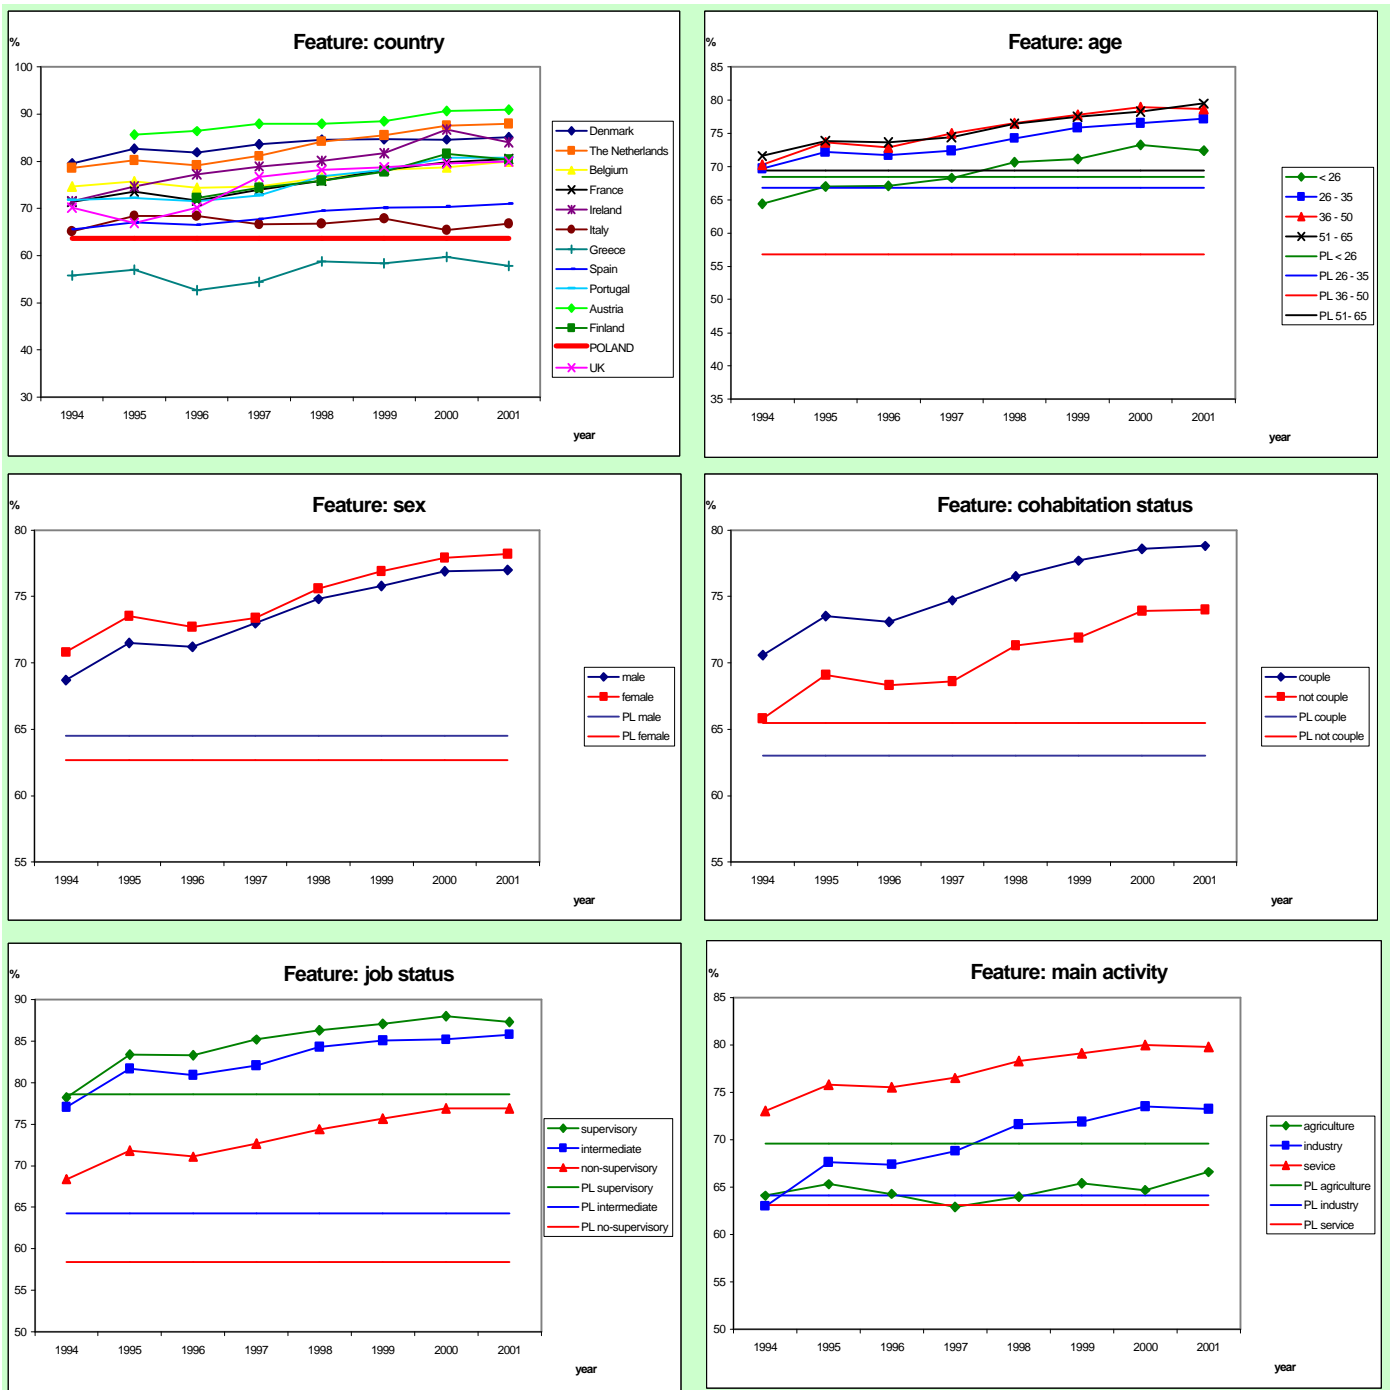 %
Feature: country
100
90
80
70
60
50
40
30
1994 1995 1996 1997 1998 1999 2000 2001
year
Denmark
The Netherlands
Belgium
France
Ireland
Italy
Greece
Spain
Portugal
Austria
Finland
POLAND
UK
%
Feature: age
85
80
75
70
65
60
55
50
45
40
35
1994 1995 1996 1997 1998 1999 2000 2001
year
< 26
26 - 35
36 - 50
51 - 65
PL < 26
PL 26 - 35
PL 36 - 50
PL 51- 65
%
Feature: sex
80
75
70
65
60
55
1994 1995 1996 1997 1998 1999 2000 2001
year
male
female
PL male
PL female
%
Feature: cohabitation status
80
75
70
65
60
55
1994 1995 1996 1997 1998 1999 2000 2001
year
couple
not couple
PL couple
PL not couple
%
Feature: job status
90
85
80
75
70
65
60
55
50
1994 1995 1996 1997 1998 1999 2000 2001
year
supervisory
intermediate
non-supervisory
PL supervisory
PL intermediate
PL no-supervisory
%
Feature: main activity
85
80
75
70
65
60
55
50
1994 1995 1996 1997 1998 1999 2000 2001
year
agriculture
industry
sevice
PL agriculture
PL industry
PL service